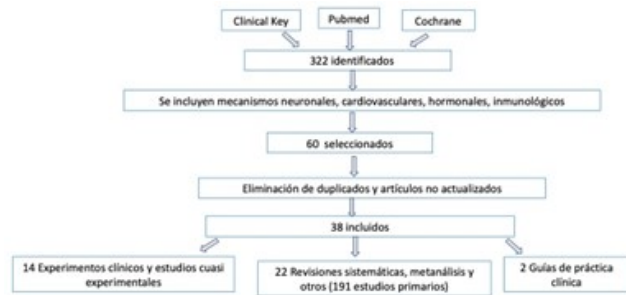 Clinical Key
Pubmed
Cochrane
322 identificados
Se incluyen mecanismos neuronales, cardiovasculares, hormonales, inmunológicos
60 seleccionados
Eliminación de duplicados y artículos no actualizados
38 incluidos
14 Experimentos clínicos y estudios cuasi
experimentales
22 Revisiones sistemáticas, metanálisis y
otros (191 estudios primarios)
2 Guías de práctica
clínica